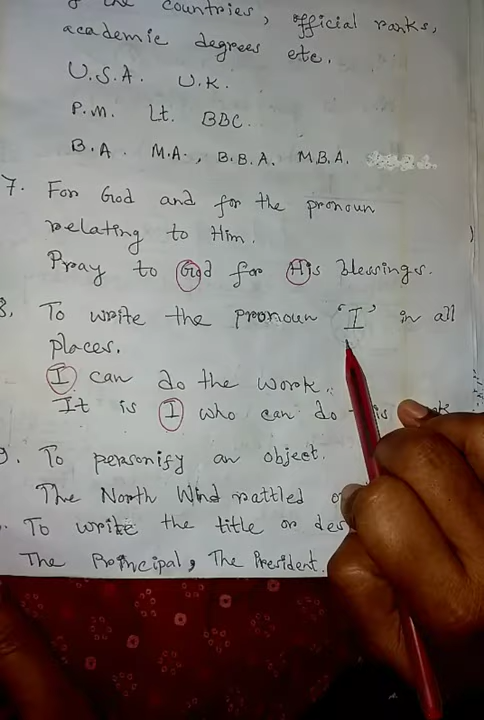 the countries, official ranks,
academic degrees etc.
U.S.A. U.K.
P.M. Lt. BBC.
B.A. M.A., B.B.A. M.B.A.
7. For God and for the pronoun
relating to Him.
Pray to God for His blessings.
8. To write the pronoun 'I' in all
places.
I can do the work.
It is I who can do
9. To personify an object.
The North Wind rattled
To write the title or des
The Principal, The President.